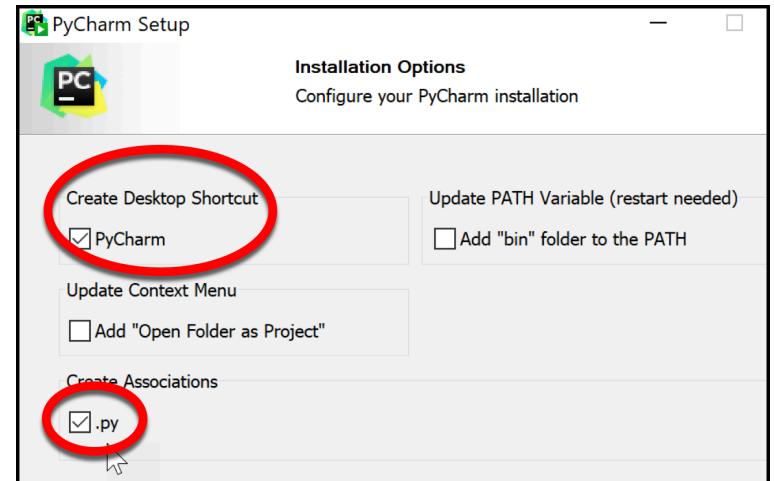 PyCharm Setup
PC
Installation Options
Configure your PyCharm installation
Create Desktop Shortcut
PyCharm
Update PATH Variable (restart needed)
Add "bin" folder to the PATH
Update Context Menu
Add "Open Folder as Project"
Create Associations
.py